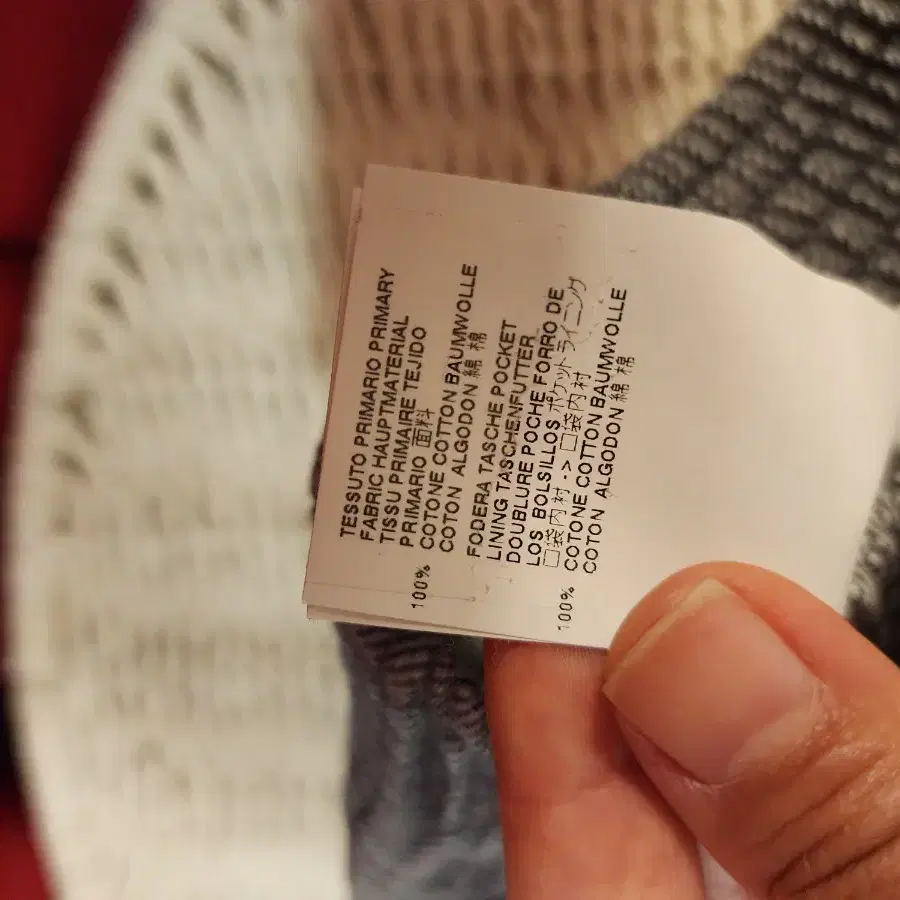 TESSUTO PRIMARIO PRIMARY
FABRIC HAUPTMATERIAL
TISSU PRIMAIRE TEJIDO
PRIMARIO 面料
100% COTONE COTTON BAUMWOLLE
COTON ALGODON 綿 棉
FODERA TASCHE POCKET
LINING TASCHENFUTTER
DOUBLURE POCHE FORRO DE
LOS BOLSILLOS ポケットライニング
口袋内衬 -> 口袋内衬
100% COTONE COTTON BAUMWOLLE
COTON ALGODON 綿 棉